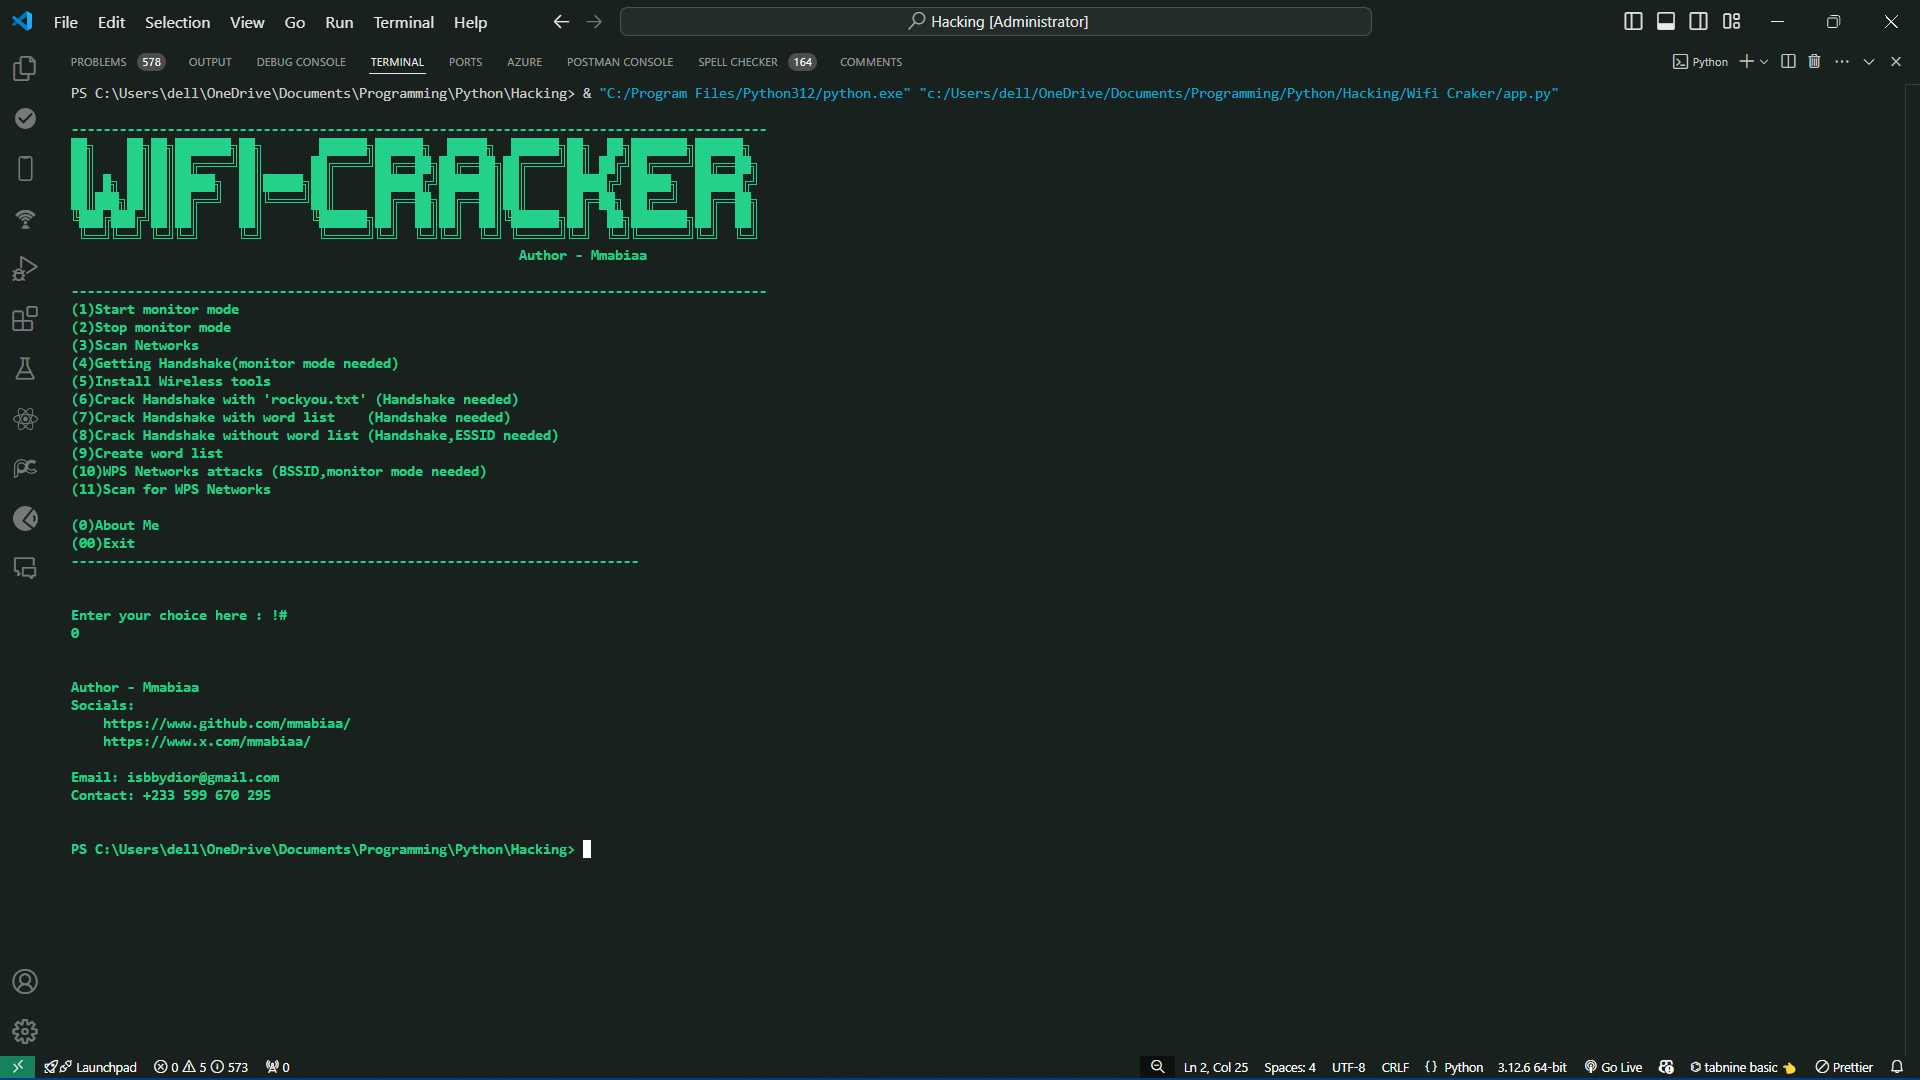 File Edit Selection View Go Run Terminal Help
Hacking [Administrator]
PROBLEMS 578 OUTPUT DEBUG CONSOLE TERMINAL PORTS AZURE POSTMAN CONSOLE SPELL CHECKER 164 COMMENTS
Python
PS C:\Users\dell\OneDrive\Documents\Programming\Python\Hacking> & "C:/Program Files/Python312/python.exe" "c:/Users/dell/OneDrive/Documents/Programming/Python/Hacking/Wifi Craker/app.py"
---------------------------------------------------------------------------------------
WIFI-CRACKER
Author - Mmabiaa
---------------------------------------------------------------------------------------
(1)Start monitor mode
(2)Stop monitor mode
(3)Scan Networks
(4)Getting Handshake(monitor mode needed)
(5)Install Wireless tools
(6)Crack Handshake with 'rockyou.txt' (Handshake needed)
(7)Crack Handshake with word list    (Handshake needed)
(8)Crack Handshake without word list (Handshake,ESSID needed)
(9)Create word list
(10)WPS Networks attacks (BSSID,monitor mode needed)
(11)Scan for WPS Networks
(0)About Me
(00)Exit
-----------------------------------------------------------------------
Enter your choice here : !#
0
Author - Mmabiaa
Socials:
https://www.github.com/mmabiaa/
https://www.x.com/mmabiaa/
Email: isbbydior@gmail.com
Contact: +233 599 670 295
PS C:\Users\dell\OneDrive\Documents\Programming\Python\Hacking>
Launchpad 0 5 573 0 Ln 2, Col 25 Spaces: 4 UTF-8 CRLF {} Python 3.12.6 64-bit Go Live tabnine basic Prettier